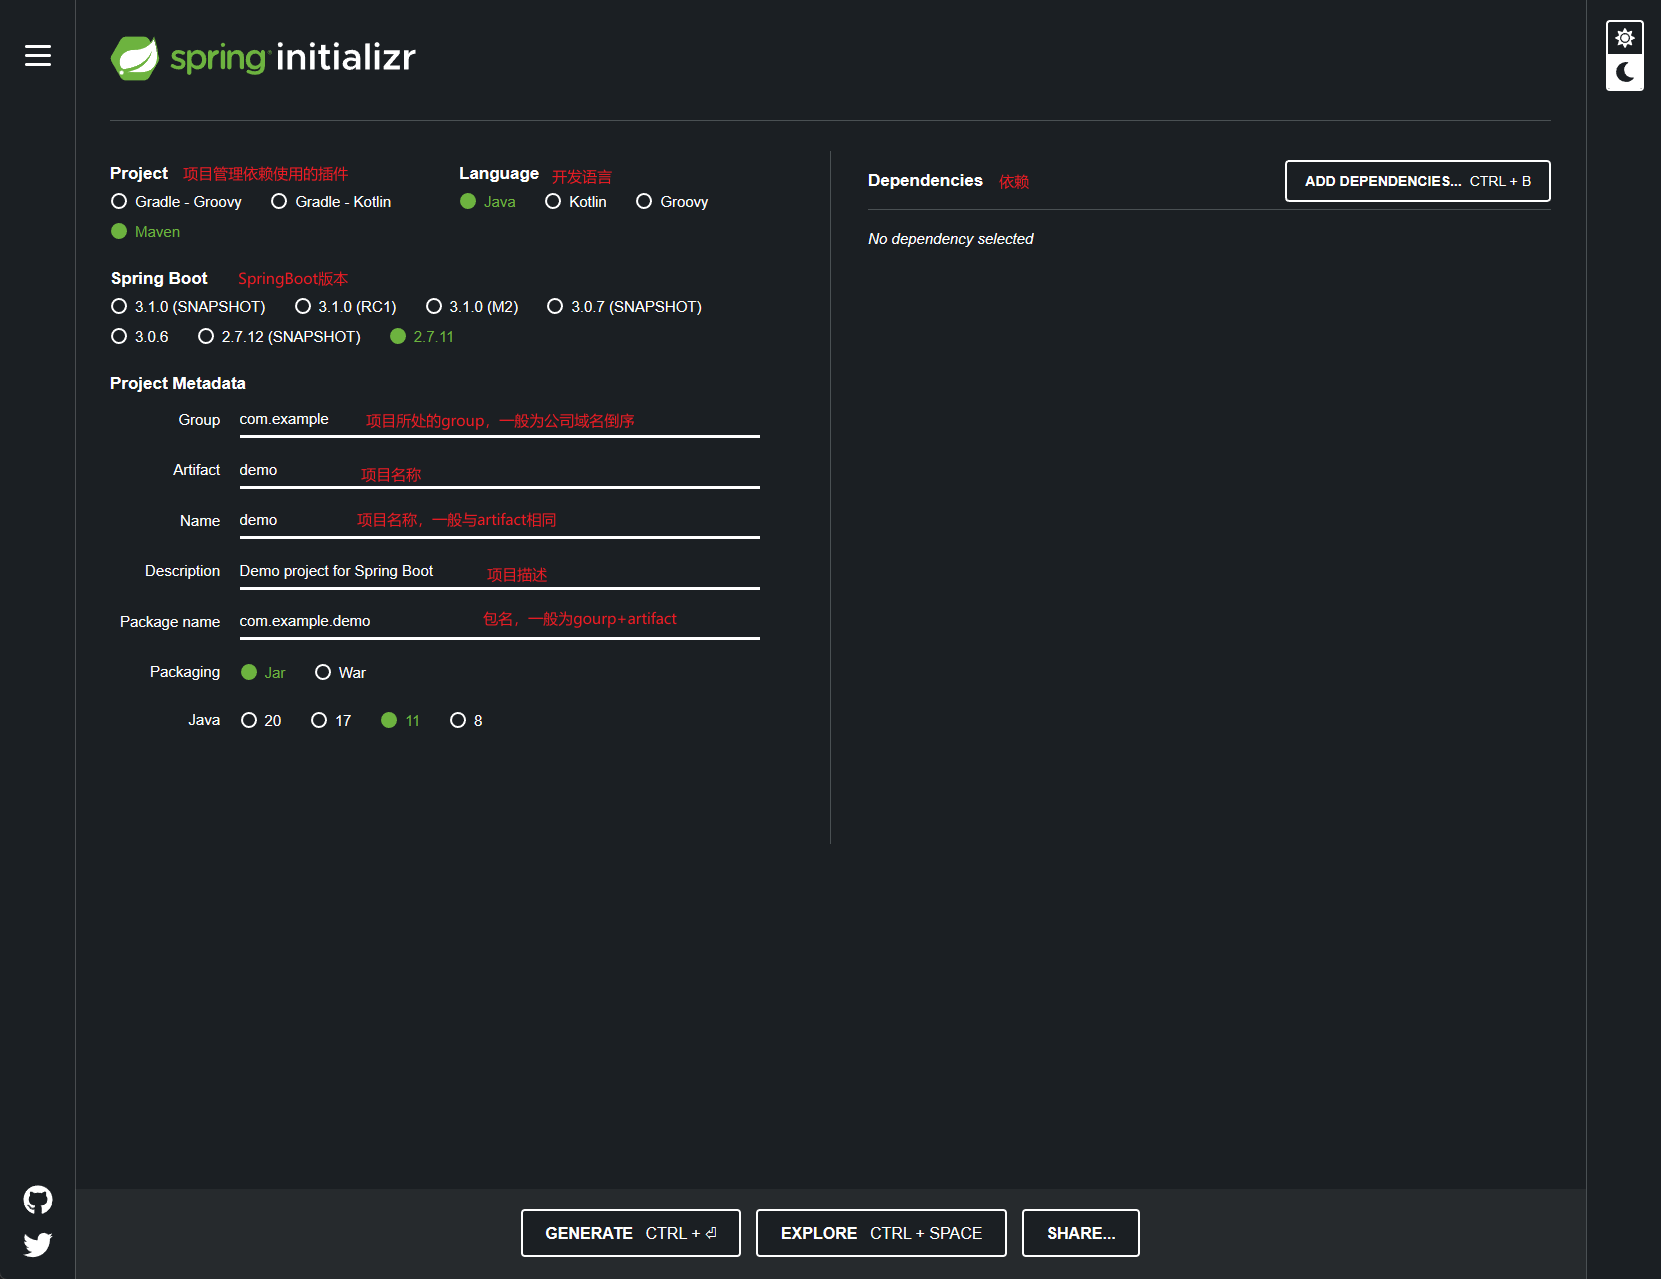 spring initializr
Project 项目管理依赖使用的插件
Gradle - Groovy Gradle - Kotlin
Maven
Language 开发语言
Java Kotlin Groovy
Spring Boot SpringBoot版本
3.1.0 (SNAPSHOT) 3.1.0 (RC1) 3.1.0 (M2) 3.0.7 (SNAPSHOT)
3.0.6 2.7.12 (SNAPSHOT) 2.7.11
Project Metadata
Group com.example 项目所处的group，一般为公司域名倒序
Artifact demo 项目名称
Name demo 项目名称，一般与artifact相同
Description Demo project for Spring Boot 项目描述
Package name com.example.demo 包名，一般为gourp+artifact
Packaging Jar War
Java 20 17 11 8
Dependencies 依赖 ADD DEPENDENCIES... CTRL + B
No dependency selected
GENERATE CTRL + ⏎ EXPLORE CTRL + SPACE SHARE...